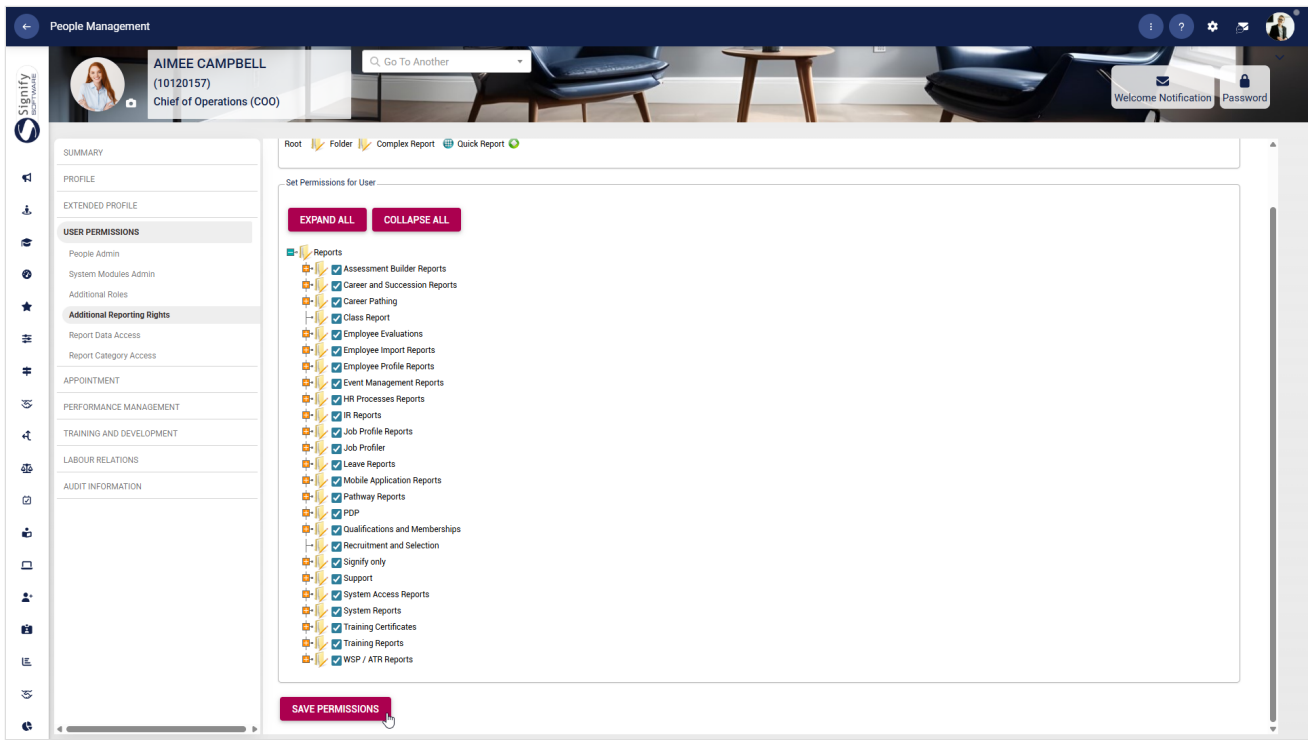 People Management
?
Signify
SOFTWARE
AIMEE CAMPBELL
(10120157)
Chief of Operations (COO)
Go To Another
Welcome Notification
Password
SUMMARY
PROFILE
EXTENDED PROFILE
USER PERMISSIONS
People Admin
System Modules Admin
Additional Roles
Additional Reporting Rights
Report Data Access
Report Category Access
APPOINTMENT
PERFORMANCE MANAGEMENT
TRAINING AND DEVELOPMENT
LABOUR RELATIONS
AUDIT INFORMATION
Root Folder Complex Report Quick Report
Set Permissions for User
EXPAND ALL COLLAPSE ALL
Reports
Assessment Builder Reports
Career and Succession Reports
Career Pathing
Class Report
Employee Evaluations
Employee Import Reports
Employee Profile Reports
Event Management Reports
HR Processes Reports
IR Reports
Job Profile Reports
Job Profiler
Leave Reports
Mobile Application Reports
Pathway Reports
PDP
Qualifications and Memberships
Recruitment and Selection
Signify only
Support
System Access Reports
System Reports
Training Certificates
Training Reports
WSP / ATR Reports
SAVE PERMISSIONS